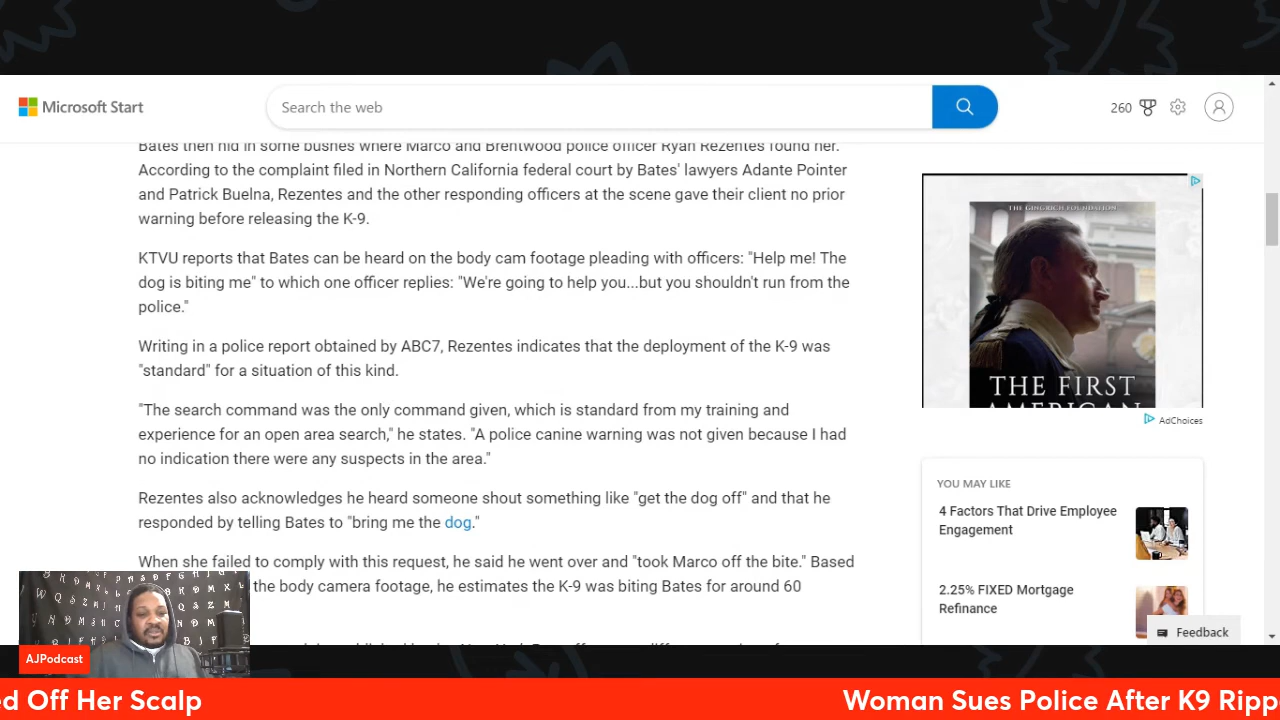 Microsoft Start
Search the web
260
Bates then hid in some bushes where Marco and Brentwood police officer Ryan Rezentes found her.
According to the complaint filed in Northern California federal court by Bates' lawyers Adante Pointer
and Patrick Buelna, Rezentes and the other responding officers at the scene gave their client no prior
warning before releasing the K-9.
KTVU reports that Bates can be heard on the body cam footage pleading with officers: "Help me! The
dog is biting me" to which one officer replies: "We're going to help you...but you shouldn't run from the
police."
Writing in a police report obtained by ABC7, Rezentes indicates that the deployment of the K-9 was
"standard" for a situation of this kind.
"The search command was the only command given, which is standard from my training and
experience for an open area search," he states. "A police canine warning was not given because I had
no indication there were any suspects in the area."
Rezentes also acknowledges he heard someone shout something like "get the dog off" and that he
responded by telling Bates to "bring me the dog."
When she failed to comply with this request, he said he went over and "took Marco off the bite." Based
the body camera footage, he estimates the K-9 was biting Bates for around 60
THE GINGRICH FOUNDATION
THE FIRST
AMERICAN
AdChoices
YOU MAY LIKE
4 Factors That Drive Employee
Engagement
2.25% FIXED Mortgage
Refinance
Feedback
AJPodcast
ed Off Her Scalp
Woman Sues Police After K9 Ripp